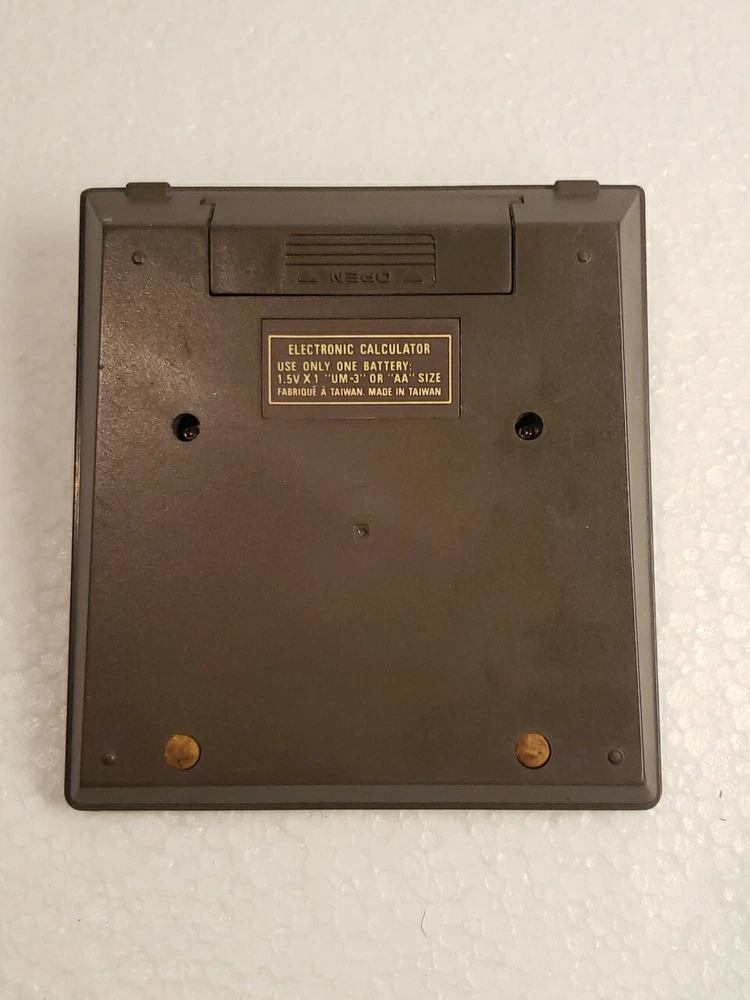 OPEN
ELECTRONIC CALCULATOR
USE ONLY ONE BATTERY:
1.5V X 1 "UM-3" OR "AA" SIZE
FABRIQUÉ À TAIWAN. MADE IN TAIWAN